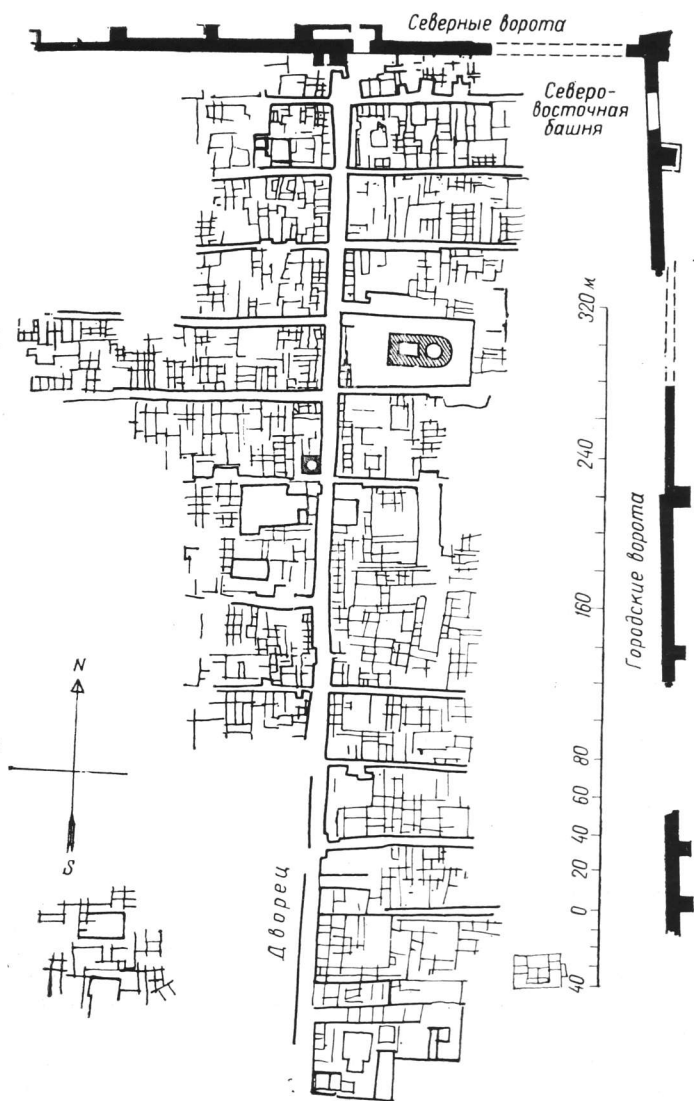 Северные ворота
Северо-
восточная
башня
320 м
240
Городские ворота
160
N
80
60
40
S
20
Дворец
0
40